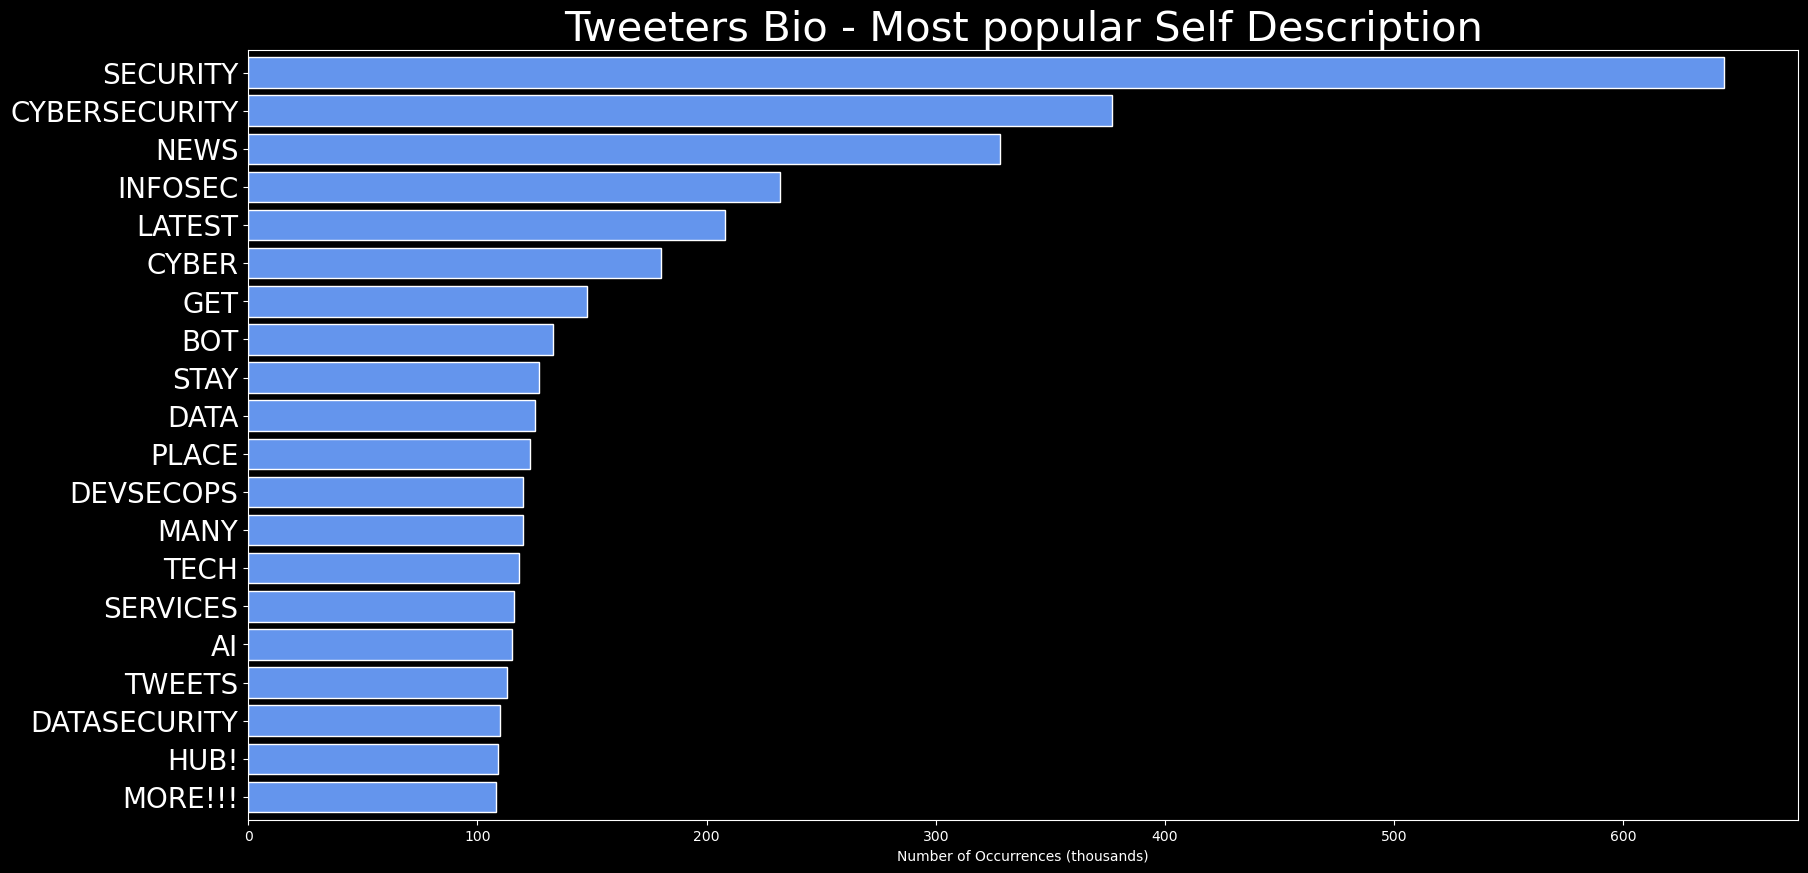 Tweeters Bio - Most popular Self Description
SECURITY
CYBERSECURITY
NEWS
INFOSEC
LATEST
CYBER
GET
BOT
STAY
DATA
PLACE
DEVSECOPS
MANY
TECH
SERVICES
AI
TWEETS
DATASECURITY
HUB!
MORE!!!
0 100 200 300 400 500 600
Number of Occurrences (thousands)